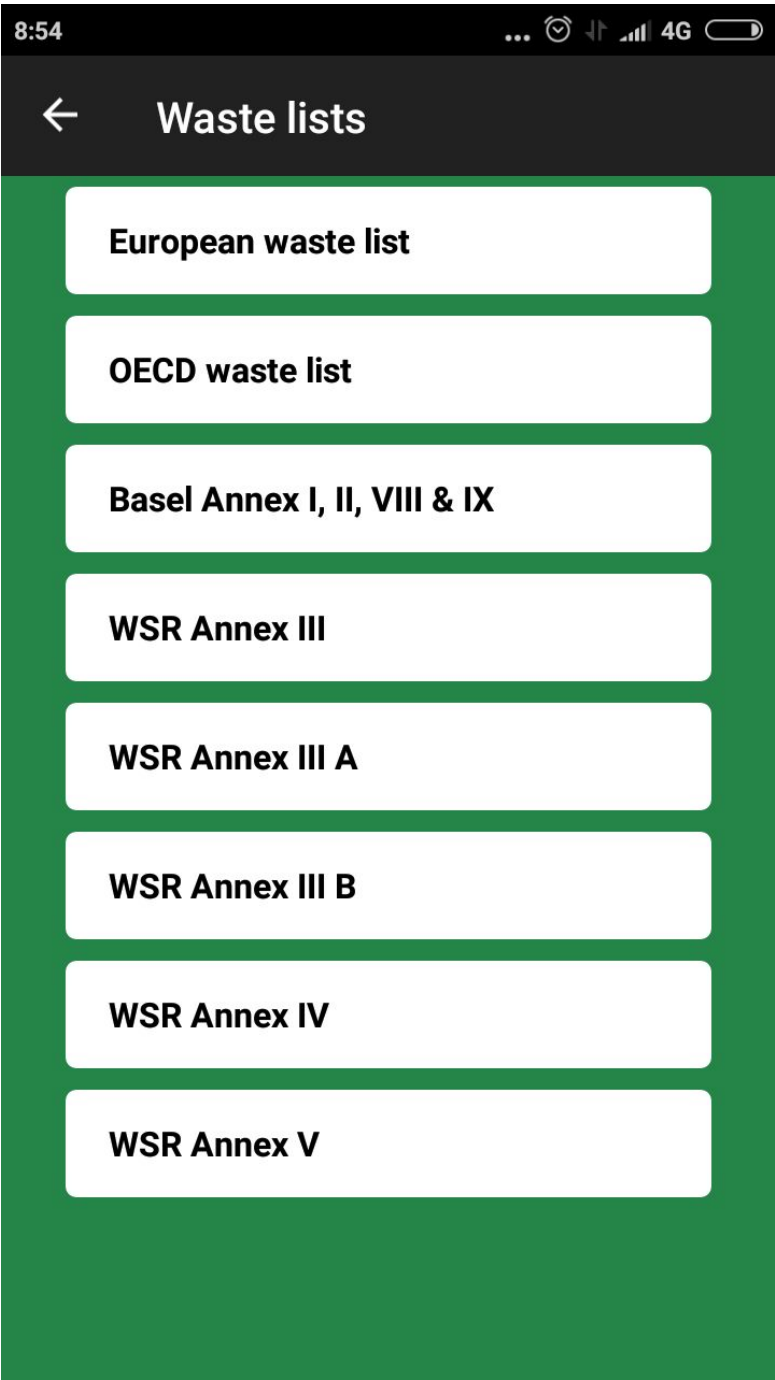 8:54 ... 4G
Waste lists
European waste list
OECD waste list
Basel Annex I, II, VIII & IX
WSR Annex III
WSR Annex III A
WSR Annex III B
WSR Annex IV
WSR Annex V